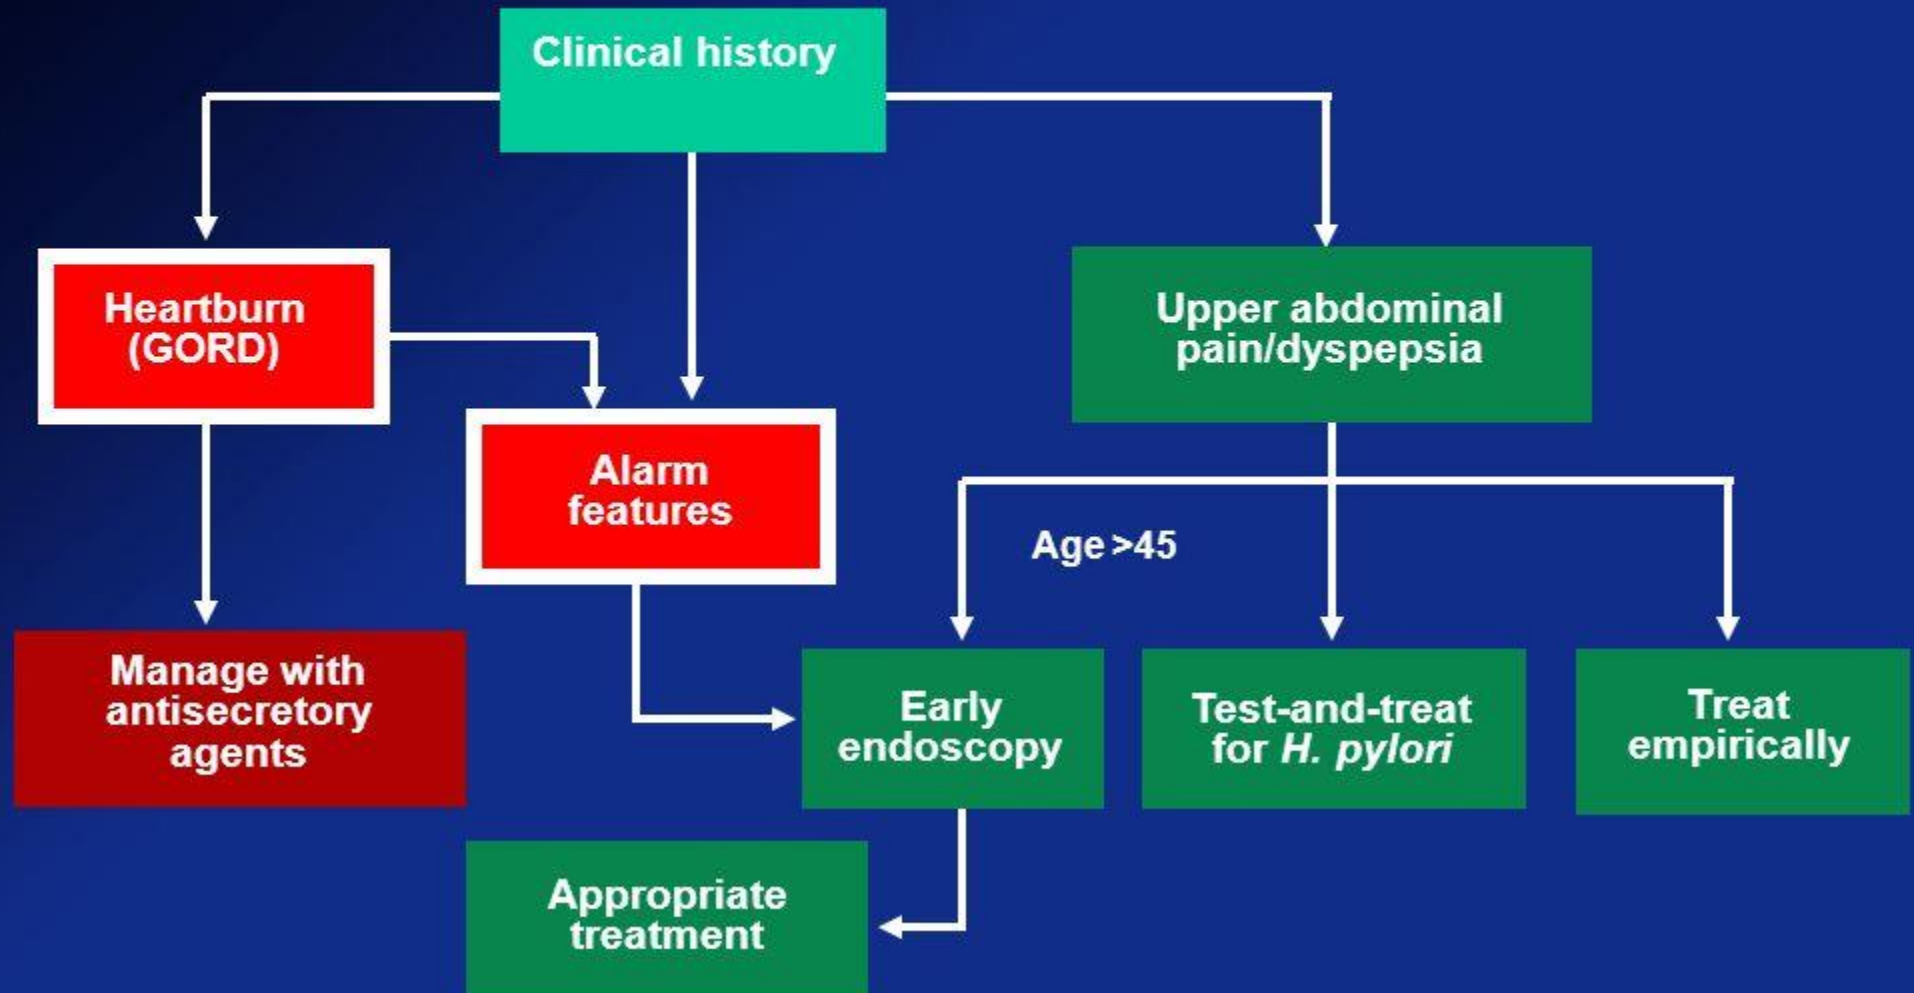 Clinical history
Heartburn
(GORD)
Upper abdominal
pain/dyspepsia
Alarm
features
Age >45
Manage with
antisecretory
agents
Early
endoscopy
Test-and-treat
for H. pylori
Treat
empirically
Appropriate
treatment